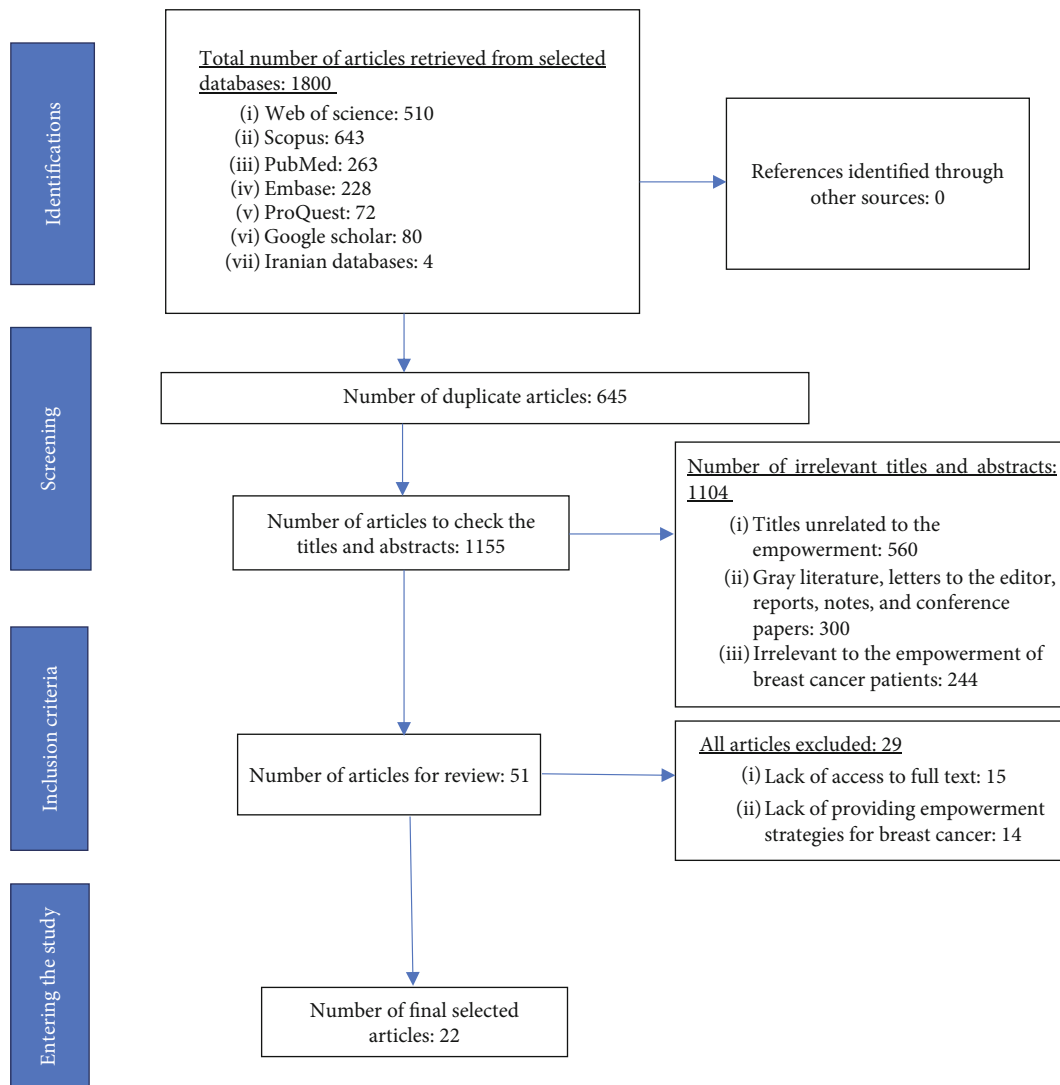 Identifications
Total number of articles retrieved from selected
databases: 1800
(i) Web of science: 510
(ii) Scopus: 643
(iii) PubMed: 263
(iv) Embase: 228
(v) ProQuest: 72
(vi) Google scholar: 80
(vii) Iranian databases: 4
References identified through
other sources: 0
Screening
Number of duplicate articles: 645
Number of articles to check the
titles and abstracts: 1155
Number of irrelevant titles and abstracts:
1104
(i) Titles unrelated to the
empowerment: 560
(ii) Gray literature, letters to the editor,
reports, notes, and conference
papers: 300
(iii) Irrelevant to the empowerment of
breast cancer patients: 244
Inclusion criteria
Number of articles for review: 51
All articles excluded: 29
(i) Lack of access to full text: 15
(ii) Lack of providing empowerment
strategies for breast cancer: 14
Entering the study
Number of final selected
articles: 22